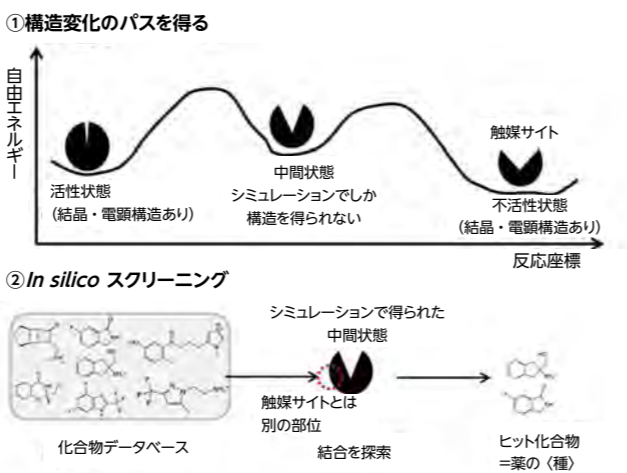 ①構造変化のパスを得る
自由エネルギー
触媒サイト
中間状態
活性状態
シミュレーションでしか
不活性状態
(結晶・電顕構造あり)
構造を得られない
(結晶・電顕構造あり)
反応座標
②In silico スクリーニング
シミュレーションで得られた
中間状態
触媒サイトとは
別の部位
化合物データベース
結合を探索
ヒット化合物
=薬の〈種〉